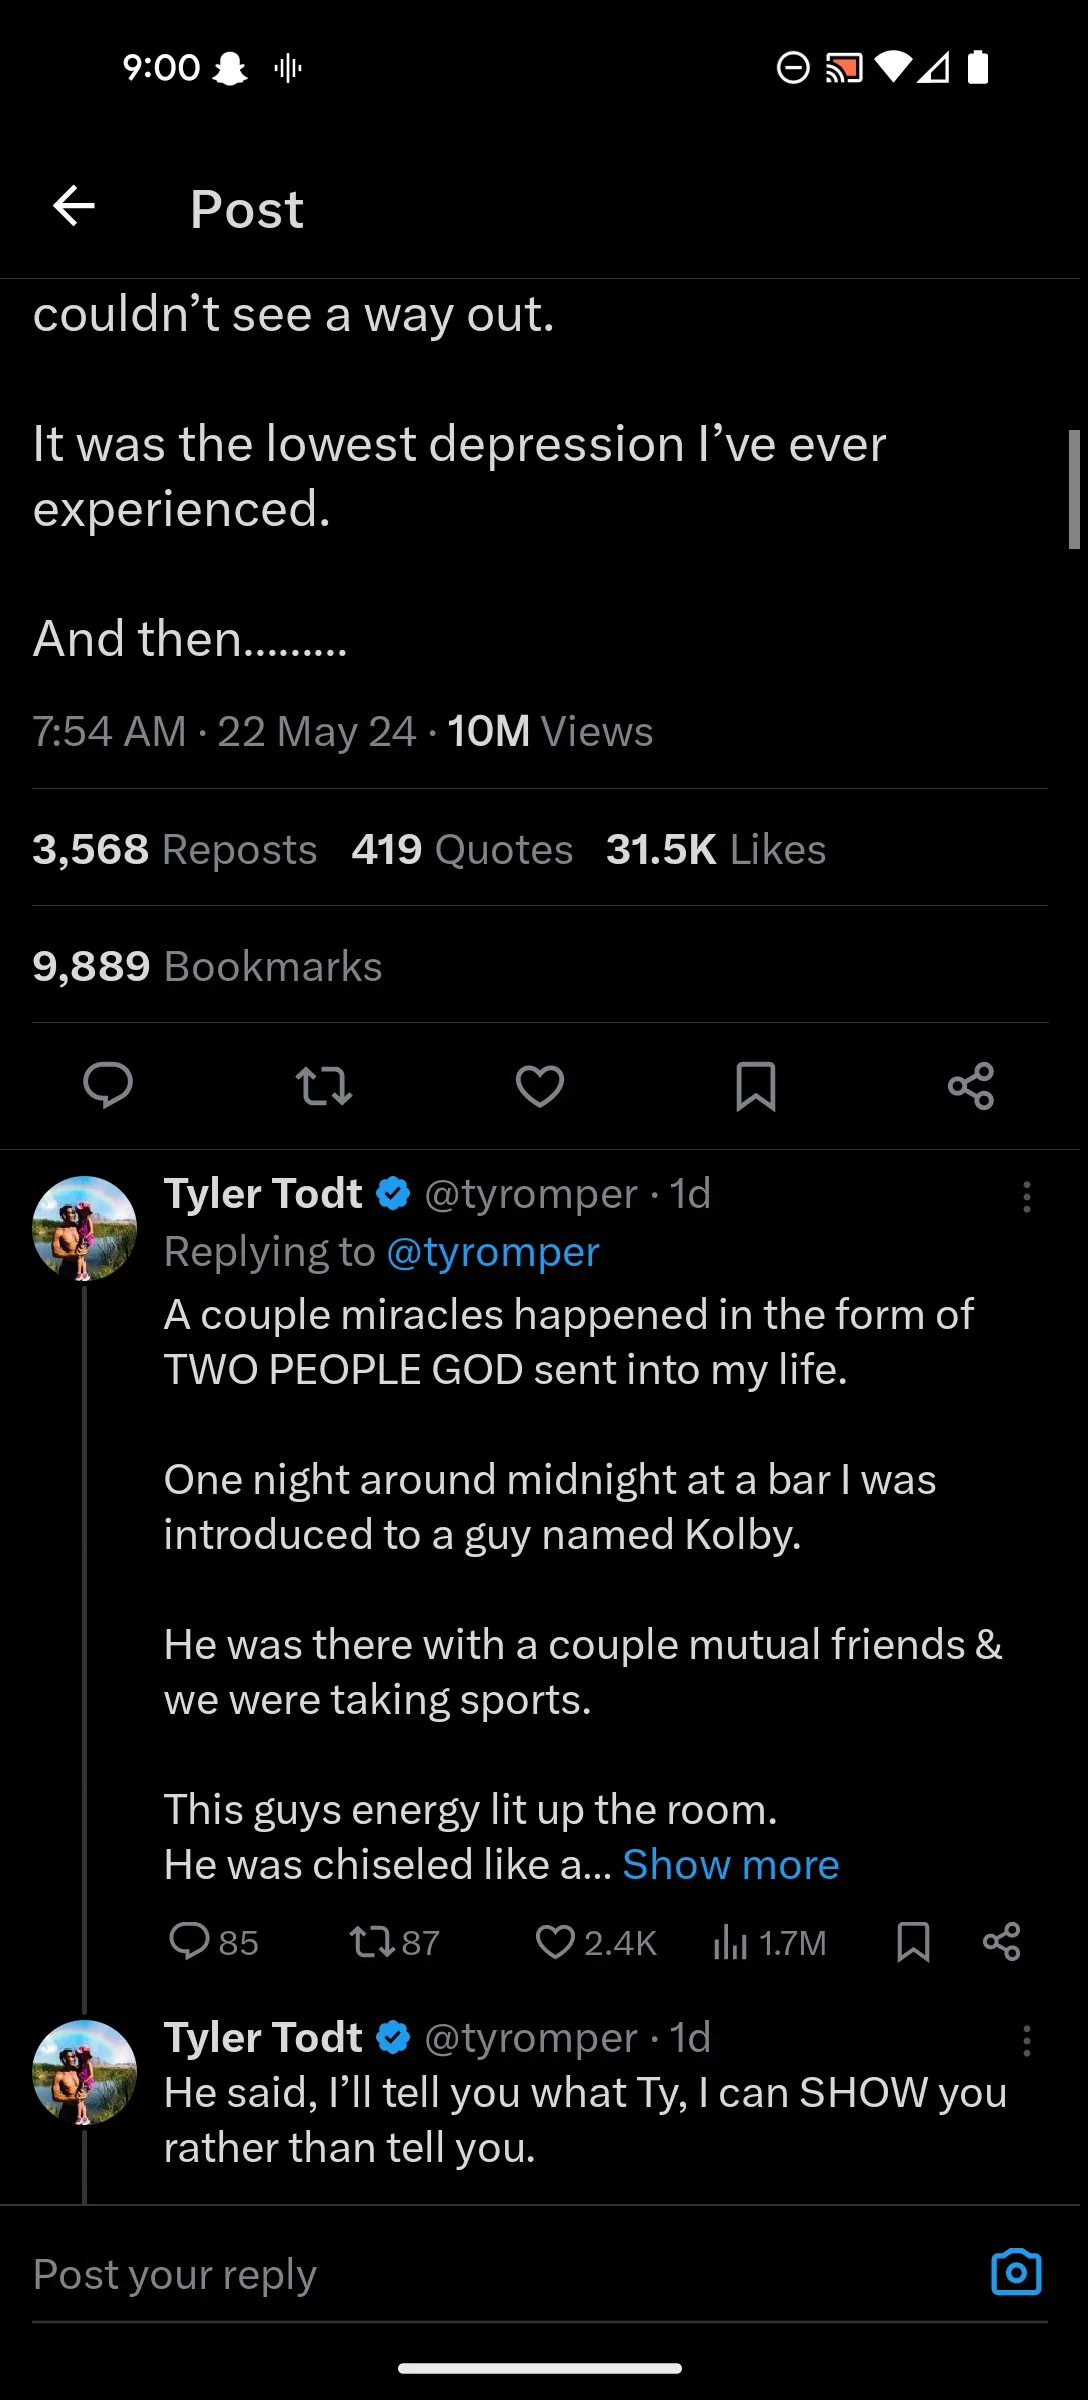 9:00
Post
couldn’t see a way out.
It was the lowest depression I’ve ever
experienced.
And then.........
7:54 AM · 22 May 24 · 10M Views
3,568 Reposts 419 Quotes 31.5K Likes
9,889 Bookmarks
Tyler Todt @tyromper · 1d
Replying to @tyromper
A couple miracles happened in the form of
TWO PEOPLE GOD sent into my life.
One night around midnight at a bar I was
introduced to a guy named Kolby.
He was there with a couple mutual friends &
we were taking sports.
This guys energy lit up the room.
He was chiseled like a... Show more
85 87 2.4K 1.7M
Tyler Todt @tyromper · 1d
He said, I’ll tell you what Ty, I can SHOW you
rather than tell you.
Post your reply